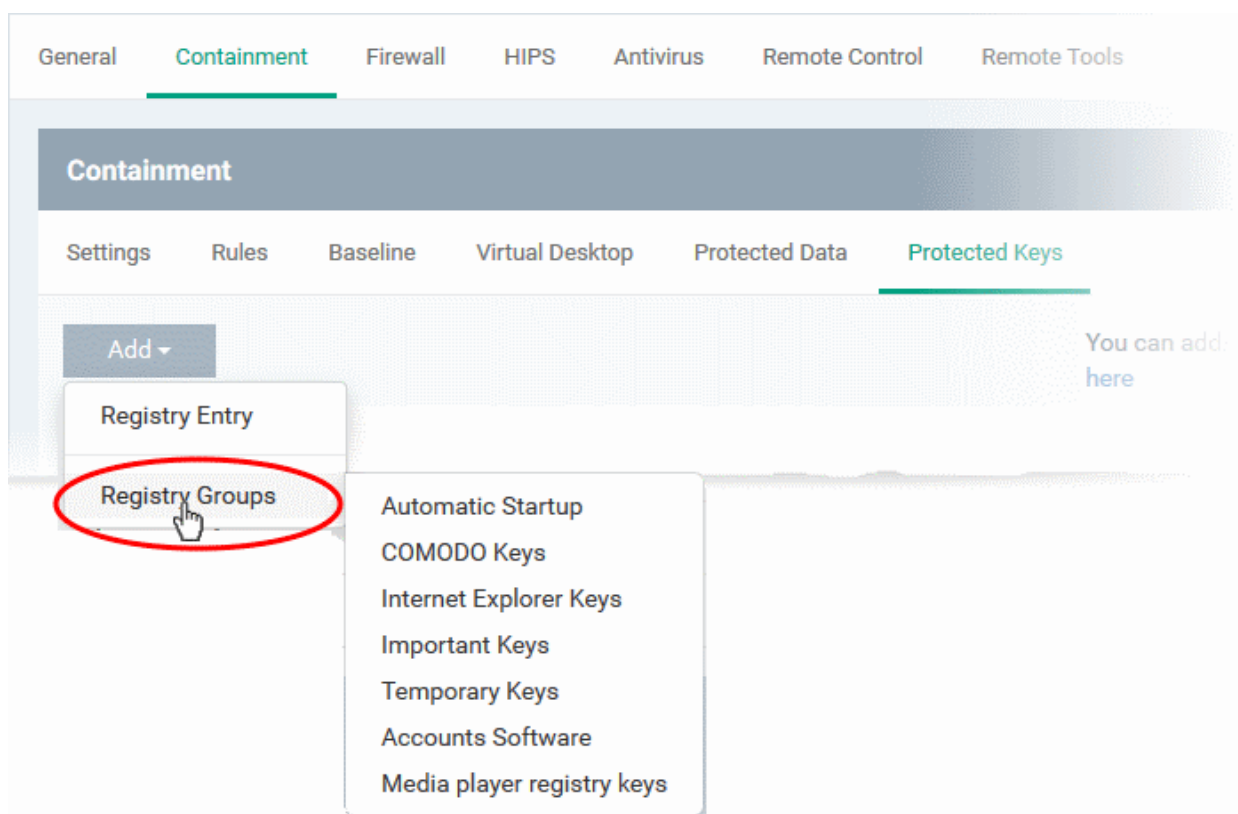 General Containment Firewall HIPS Antivirus Remote Control Remote Tools
Containment
Settings Rules Baseline Virtual Desktop Protected Data Protected Keys
Add
You can add
here
Registry Entry
Registry Groups
Automatic Startup
COMODO Keys
Internet Explorer Keys
Important Keys
Temporary Keys
Accounts Software
Media player registry keys